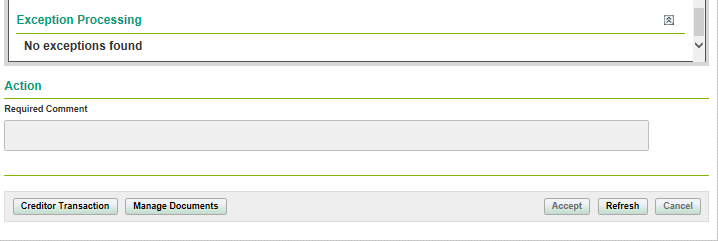 Exception Processing
No exceptions found
Action
Required Comment
Creditor Transaction Manage Documents Accept Refresh Cancel